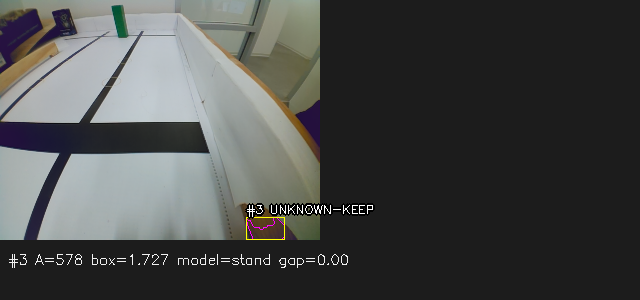 #3 UNKNOWN-KEEP
#3 A=578 box=1.727 model=stand gap=0.00